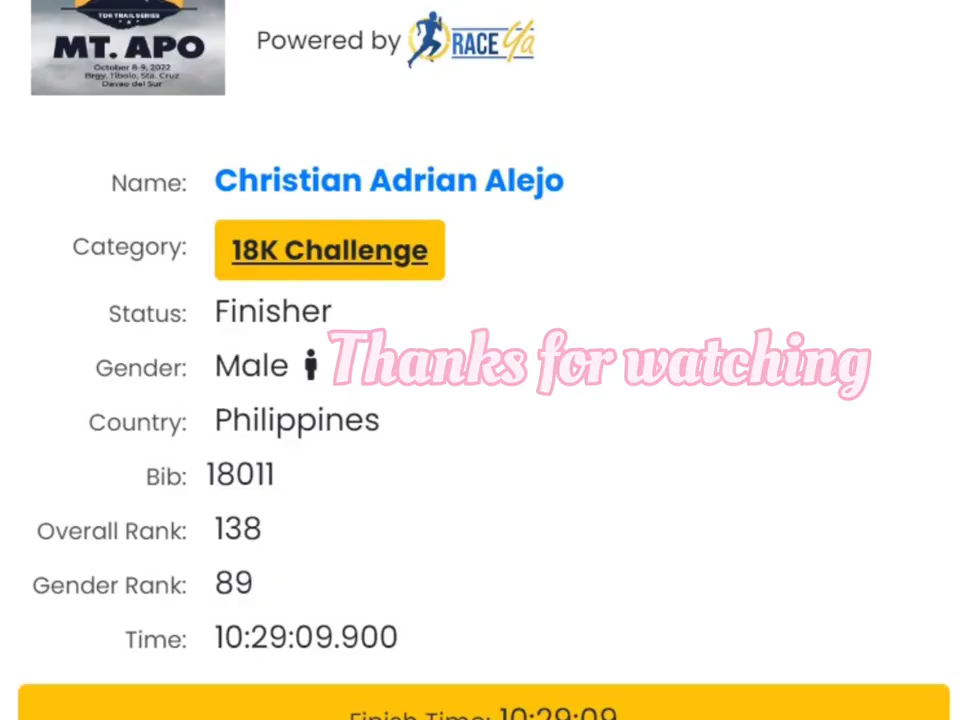 TDR TRAIL SERIES
MT. APO
October 8-9, 2022
Brgy. Tibolo, Sta. Cruz
Davao del Sur
Powered by RACE Ya
Name: Christian Adrian Alejo
Category: 18K Challenge
Status: Finisher
Gender: Male
Thanks for watching
Country: Philippines
Bib: 18011
Overall Rank: 138
Gender Rank: 89
Time: 10:29:09.900
Finish Time: 10:29:09